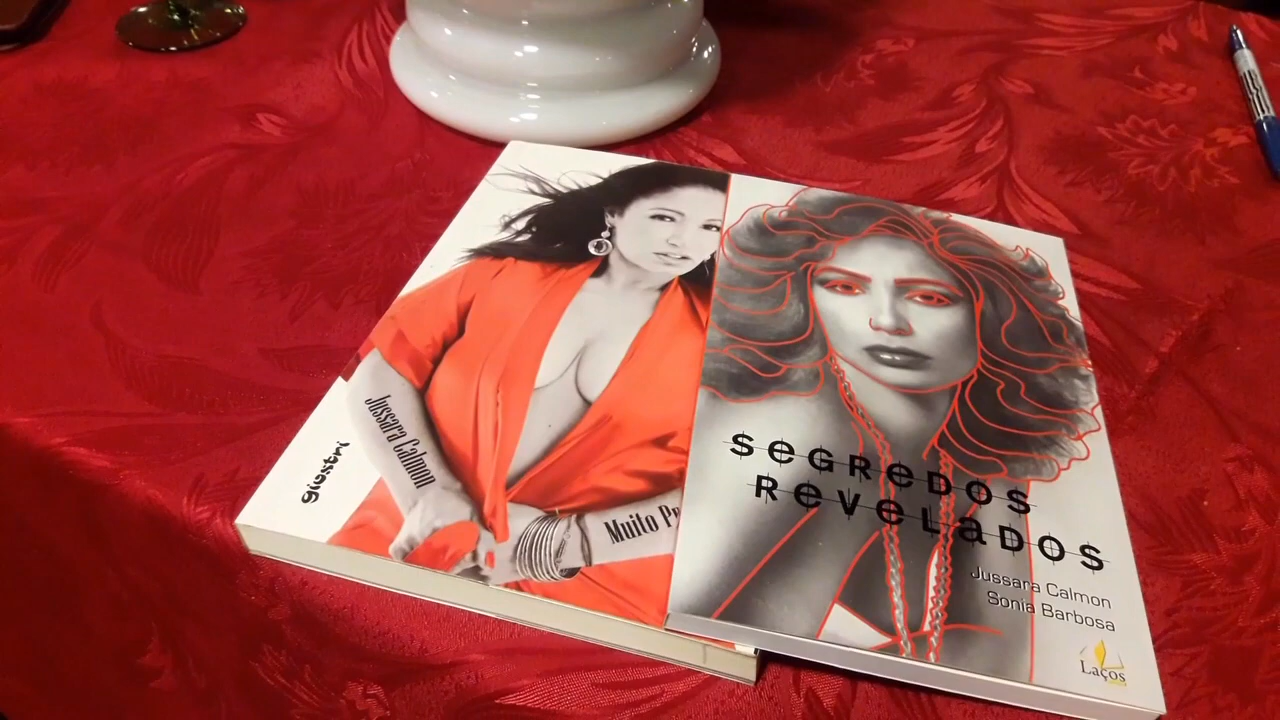 Jussara Calmon
giostri
Muito
SEGREDOS
REVELADOS
Jussara Calmon
Sonia Barbosa
Laços